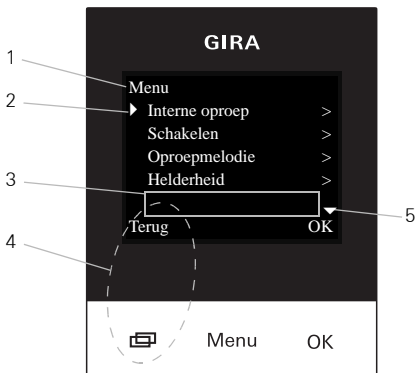 GIRA
1
Menu
2
Interne oproep >
Schakelen >
Oproepmelodie >
Helderheid >
3
5
Terug OK
4
Menu OK